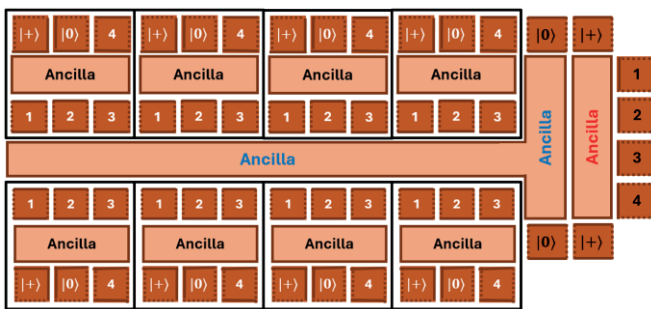 |+⟩ |0⟩ 4 |+⟩ |0⟩ 4 |+⟩ |0⟩ 4 |+⟩ |0⟩ 4 |0⟩ |+⟩
Ancilla Ancilla Ancilla Ancilla
1
1 2 3 1 2 3 1 2 3 1 2 3
2
Ancilla Ancilla Ancilla
3
1 2 3 1 2 3 1 2 3 1 2 3
4
Ancilla Ancilla Ancilla Ancilla
|0⟩ |+⟩
|+⟩ |0⟩ 4 |+⟩ |0⟩ 4 |+⟩ |0⟩ 4 |+⟩ |0⟩ 4